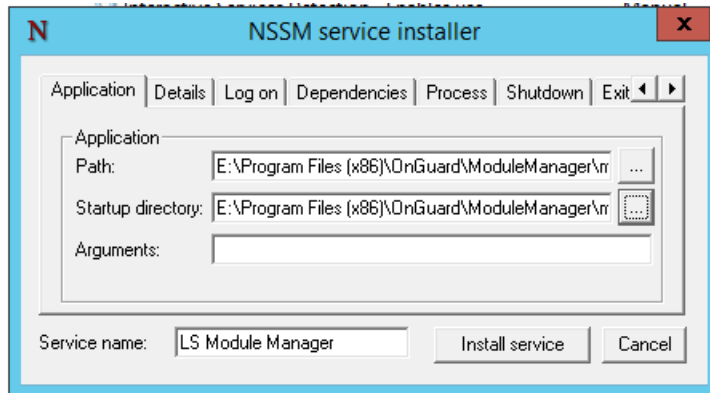 NSSM service installer
x
Application Details Log on Dependencies Process Shutdown Exit
Application
Path: E:\Program Files (x86)\OnGuard\ModuleManager\m ...
Startup directory: E:\Program Files (x86)\OnGuard\ModuleManager\m ...
Arguments:
Service name: LS Module Manager Install service Cancel